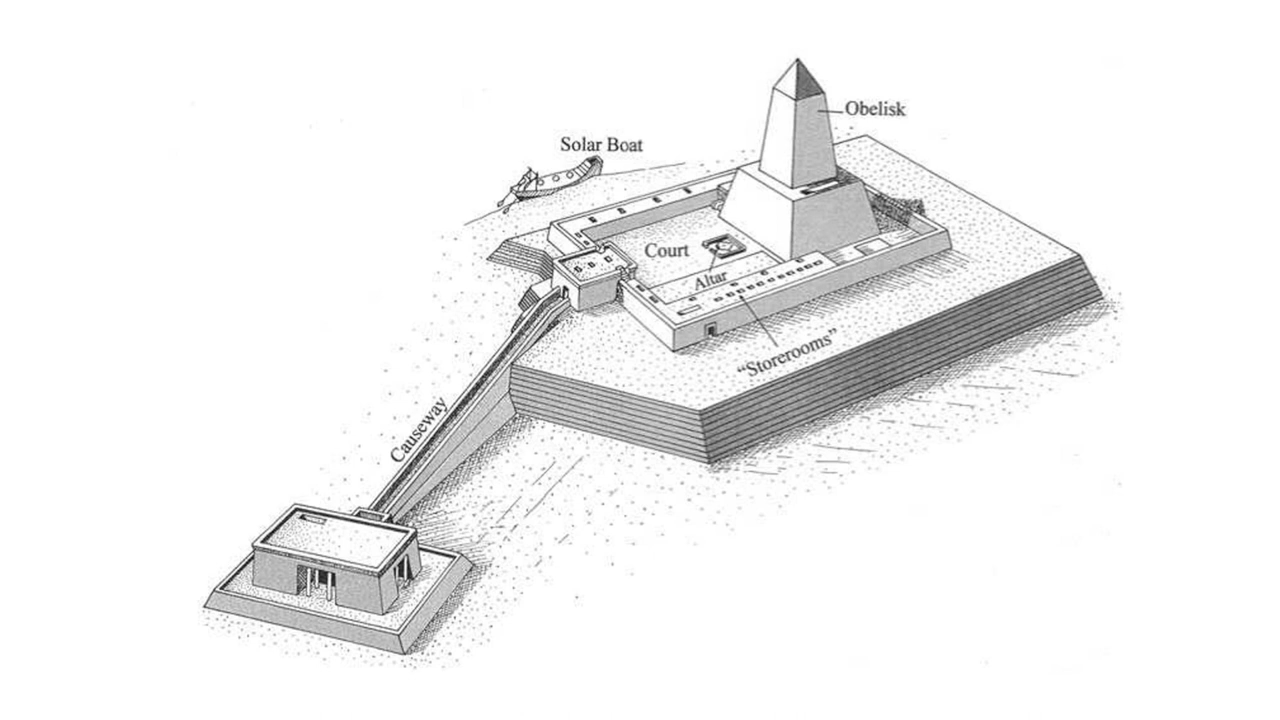 Obelisk
Solar Boat
Court
Altar
“Storerooms”
Causeway